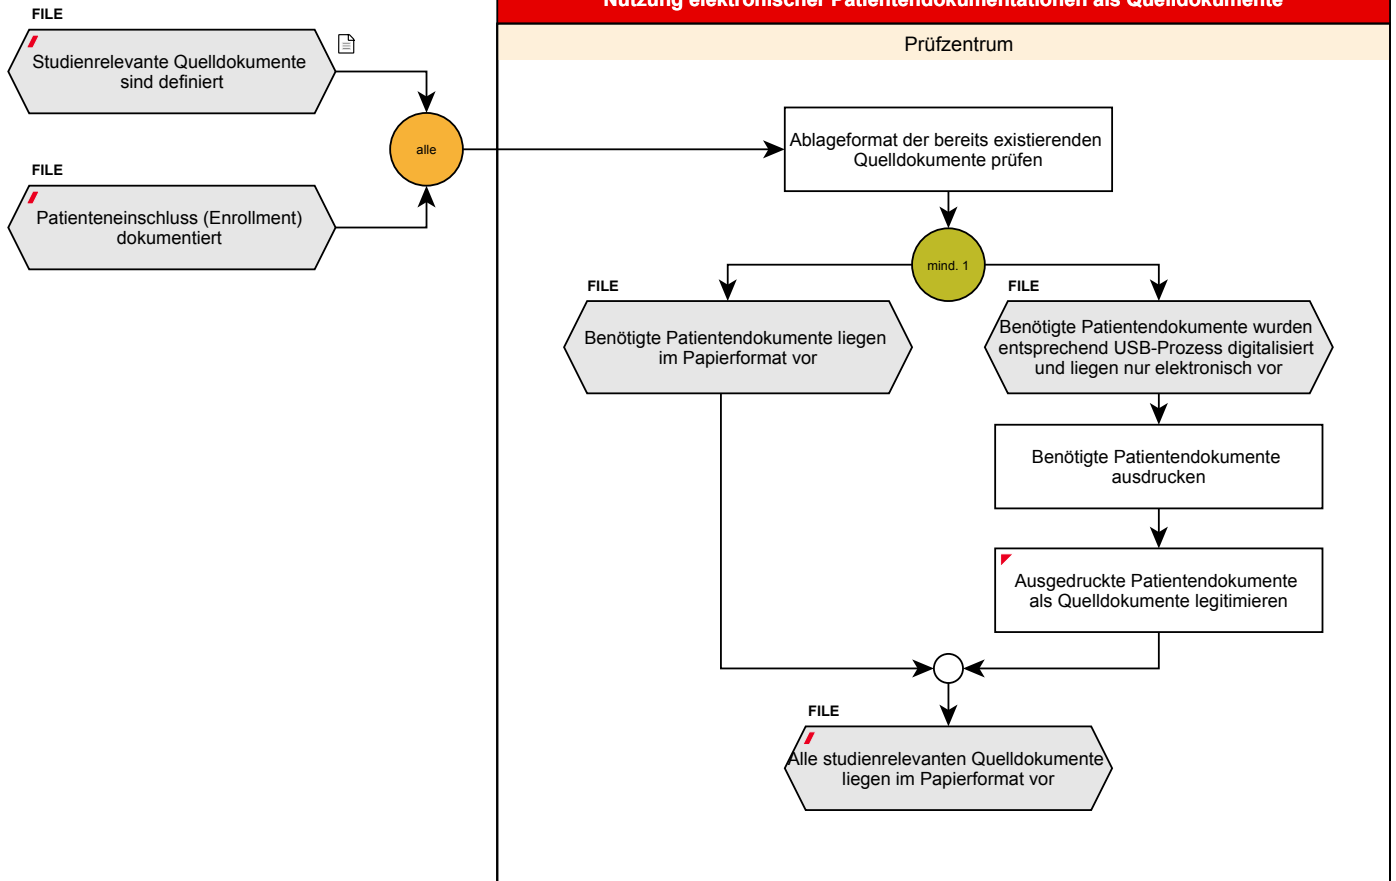 Nutzung elektronischer Patientendokumentationen als Quelldokumente
Prüfzentrum
FILE
Studienrelevante Quelldokumente
sind definiert
alle
FILE
Patienteneinschluss (Enrollment)
dokumentiert
Ablageformat der bereits existierenden
Quelldokumente prüfen
mind. 1
FILE
Benötigte Patientendokumente liegen
im Papierformat vor
FILE
Benötigte Patientendokumente wurden
entsprechend USB-Prozess digitalisiert
und liegen nur elektronisch vor
Benötigte Patientendokumente
ausdrucken
Ausgedruckte Patientendokumente
als Quelldokumente legitimieren
FILE
Alle studienrelevanten Quelldokumente
liegen im Papierformat vor